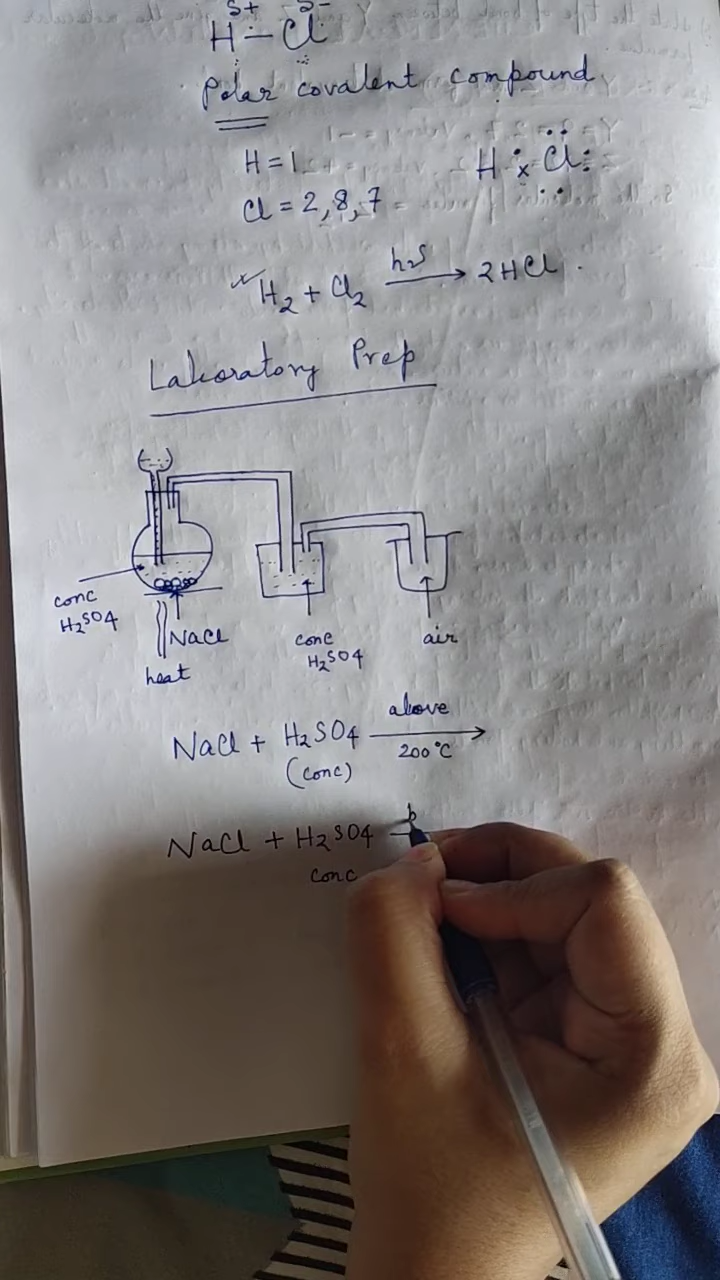 δ+ δ-
H - Cl
Polar covalent compound
H = 1
Cl = 2, 8, 7
H x Cl
H2 + Cl2 hν → 2HCl.
Laboratory Prep
conc
H2SO4
NaCl
heat
conc
H2SO4
air
NaCl + H2SO4 above →
200°C
(conc)
NaCl + H2SO4 b
conc